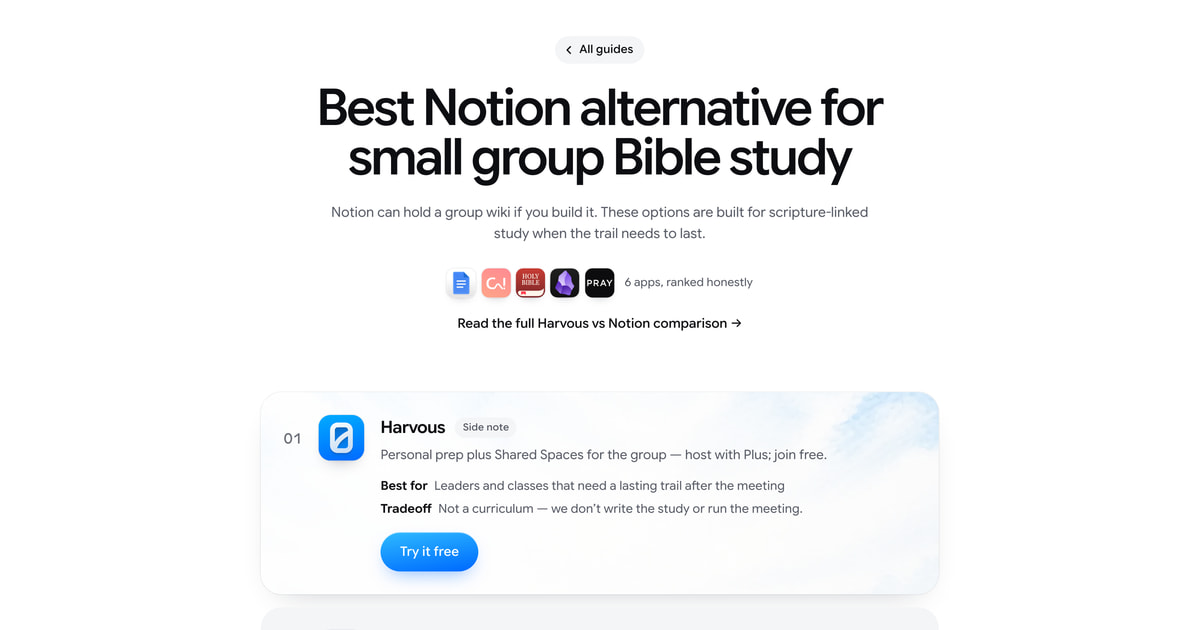 All guides
Best Notion alternative for
small group Bible study
Notion can hold a group wiki if you build it. These options are built for scripture-linked
study when the trail needs to last.
HOLY
BIBLE
PRAY
6 apps, ranked honestly
Read the full Harvous vs Notion comparison →
01
Harvous
Side note
Personal prep plus Shared Spaces for the group — host with Plus; join free.
Best for Leaders and classes that need a lasting trail after the meeting
Tradeoff Not a curriculum — we don’t write the study or run the meeting.
Try it free